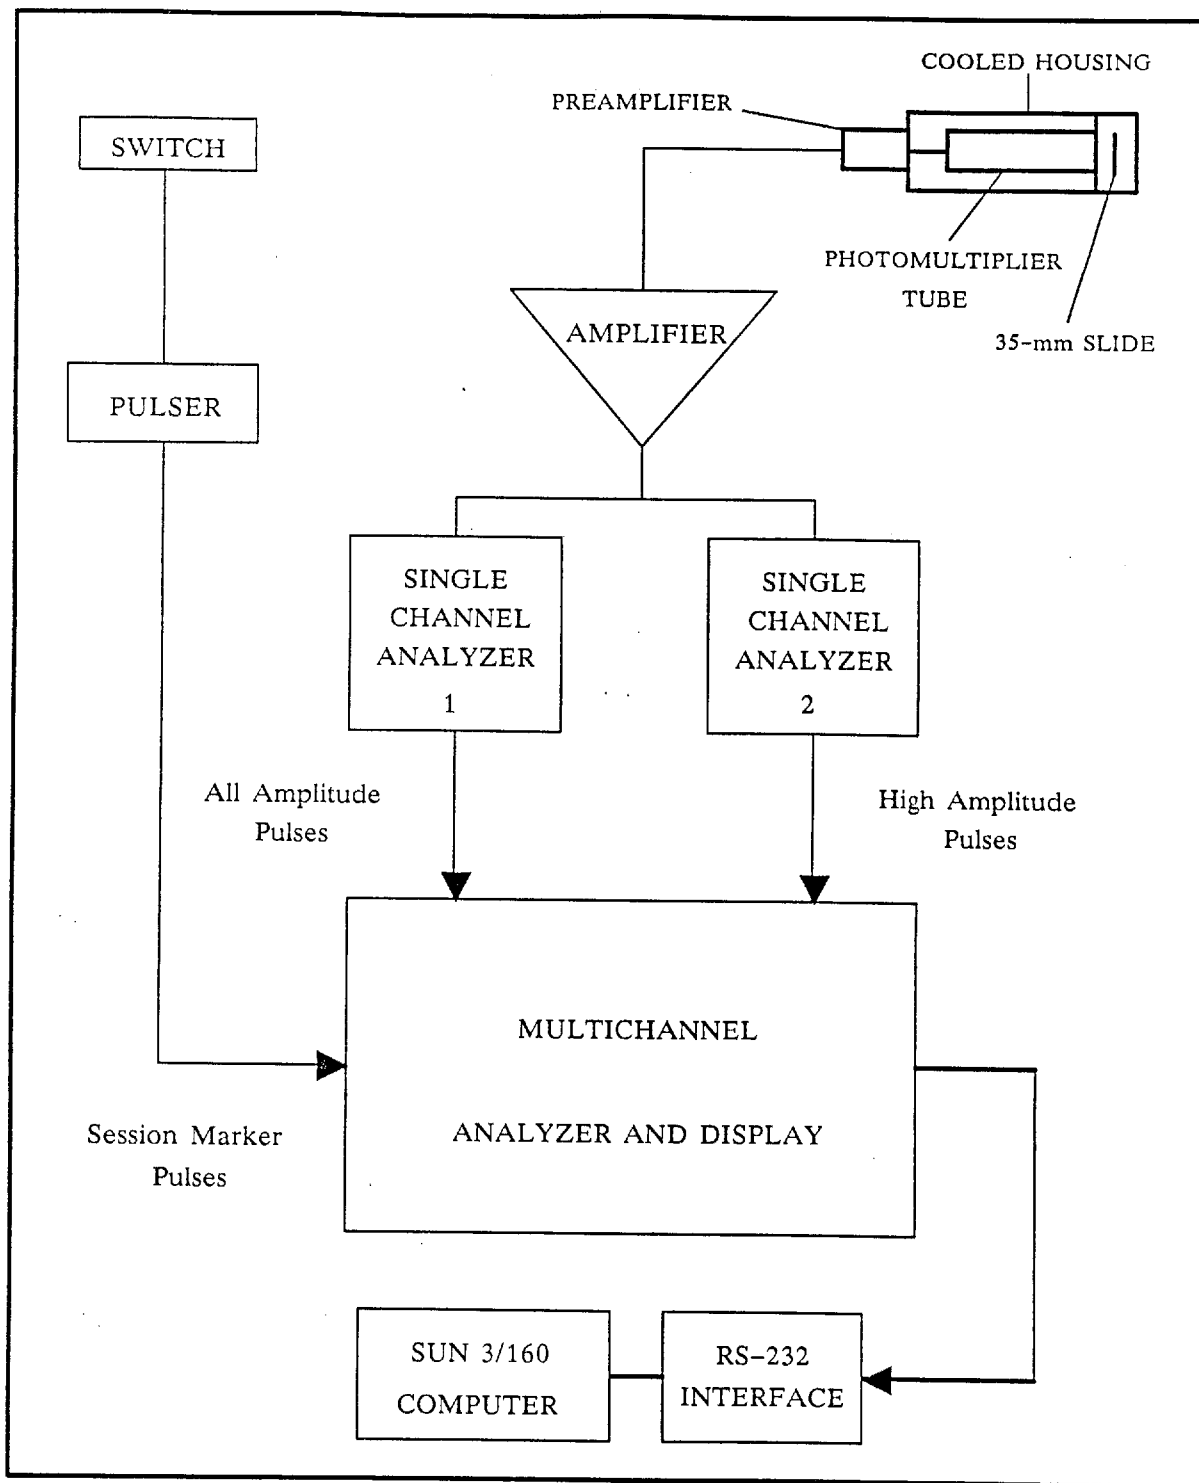 COOLED HOUSING
PREAMPLIFIER
SWITCH
PHOTOMULTIPLIER
TUBE
35-mm SLIDE
AMPLIFIER
PULSER
SINGLE
CHANNEL
ANALYZER
1
SINGLE
CHANNEL
ANALYZER
2
All Amplitude
Pulses
High Amplitude
Pulses
MULTICHANNEL
ANALYZER AND DISPLAY
Session Marker
Pulses
SUN 3/160
COMPUTER
RS-232
INTERFACE